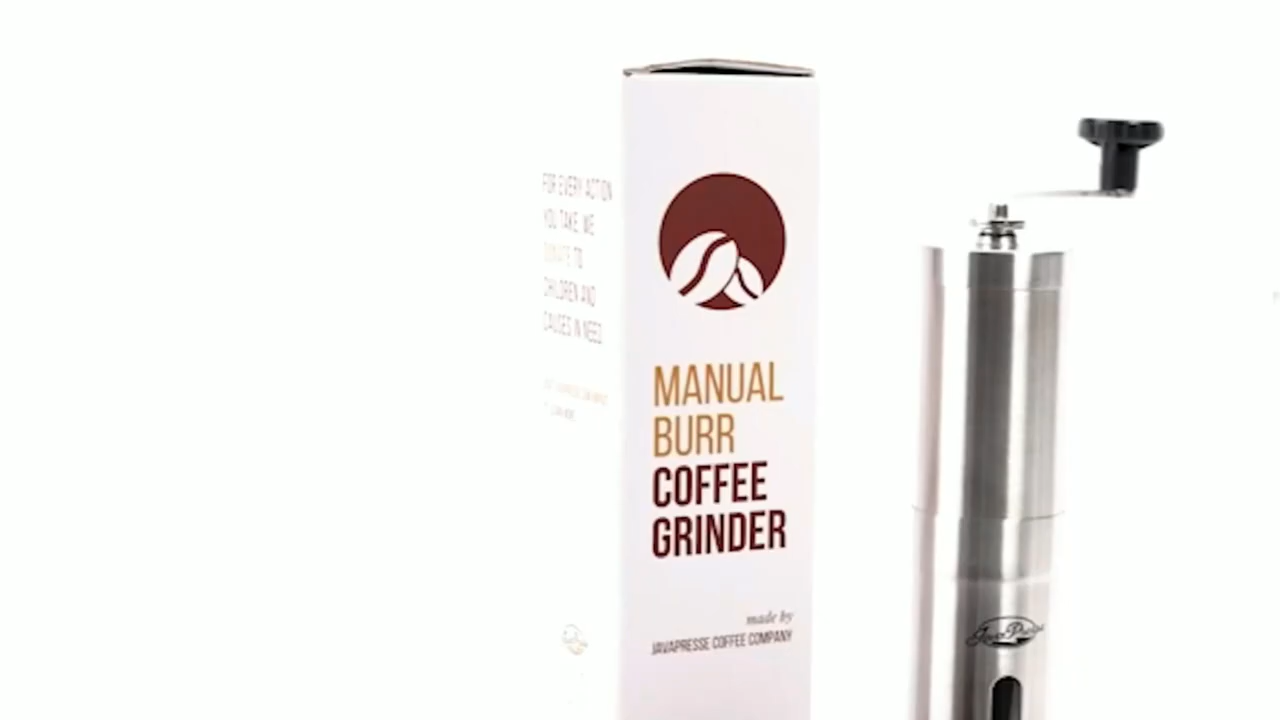 FOR EVERY ACTION
YOU TAKE, WE
DONATE TO
CHILDREN AND
CAUSES IN NEED.
MANUAL
BURR
COFFEE
GRINDER
made by
JAVAPRESSE COFFEE COMPANY
JavaPresse